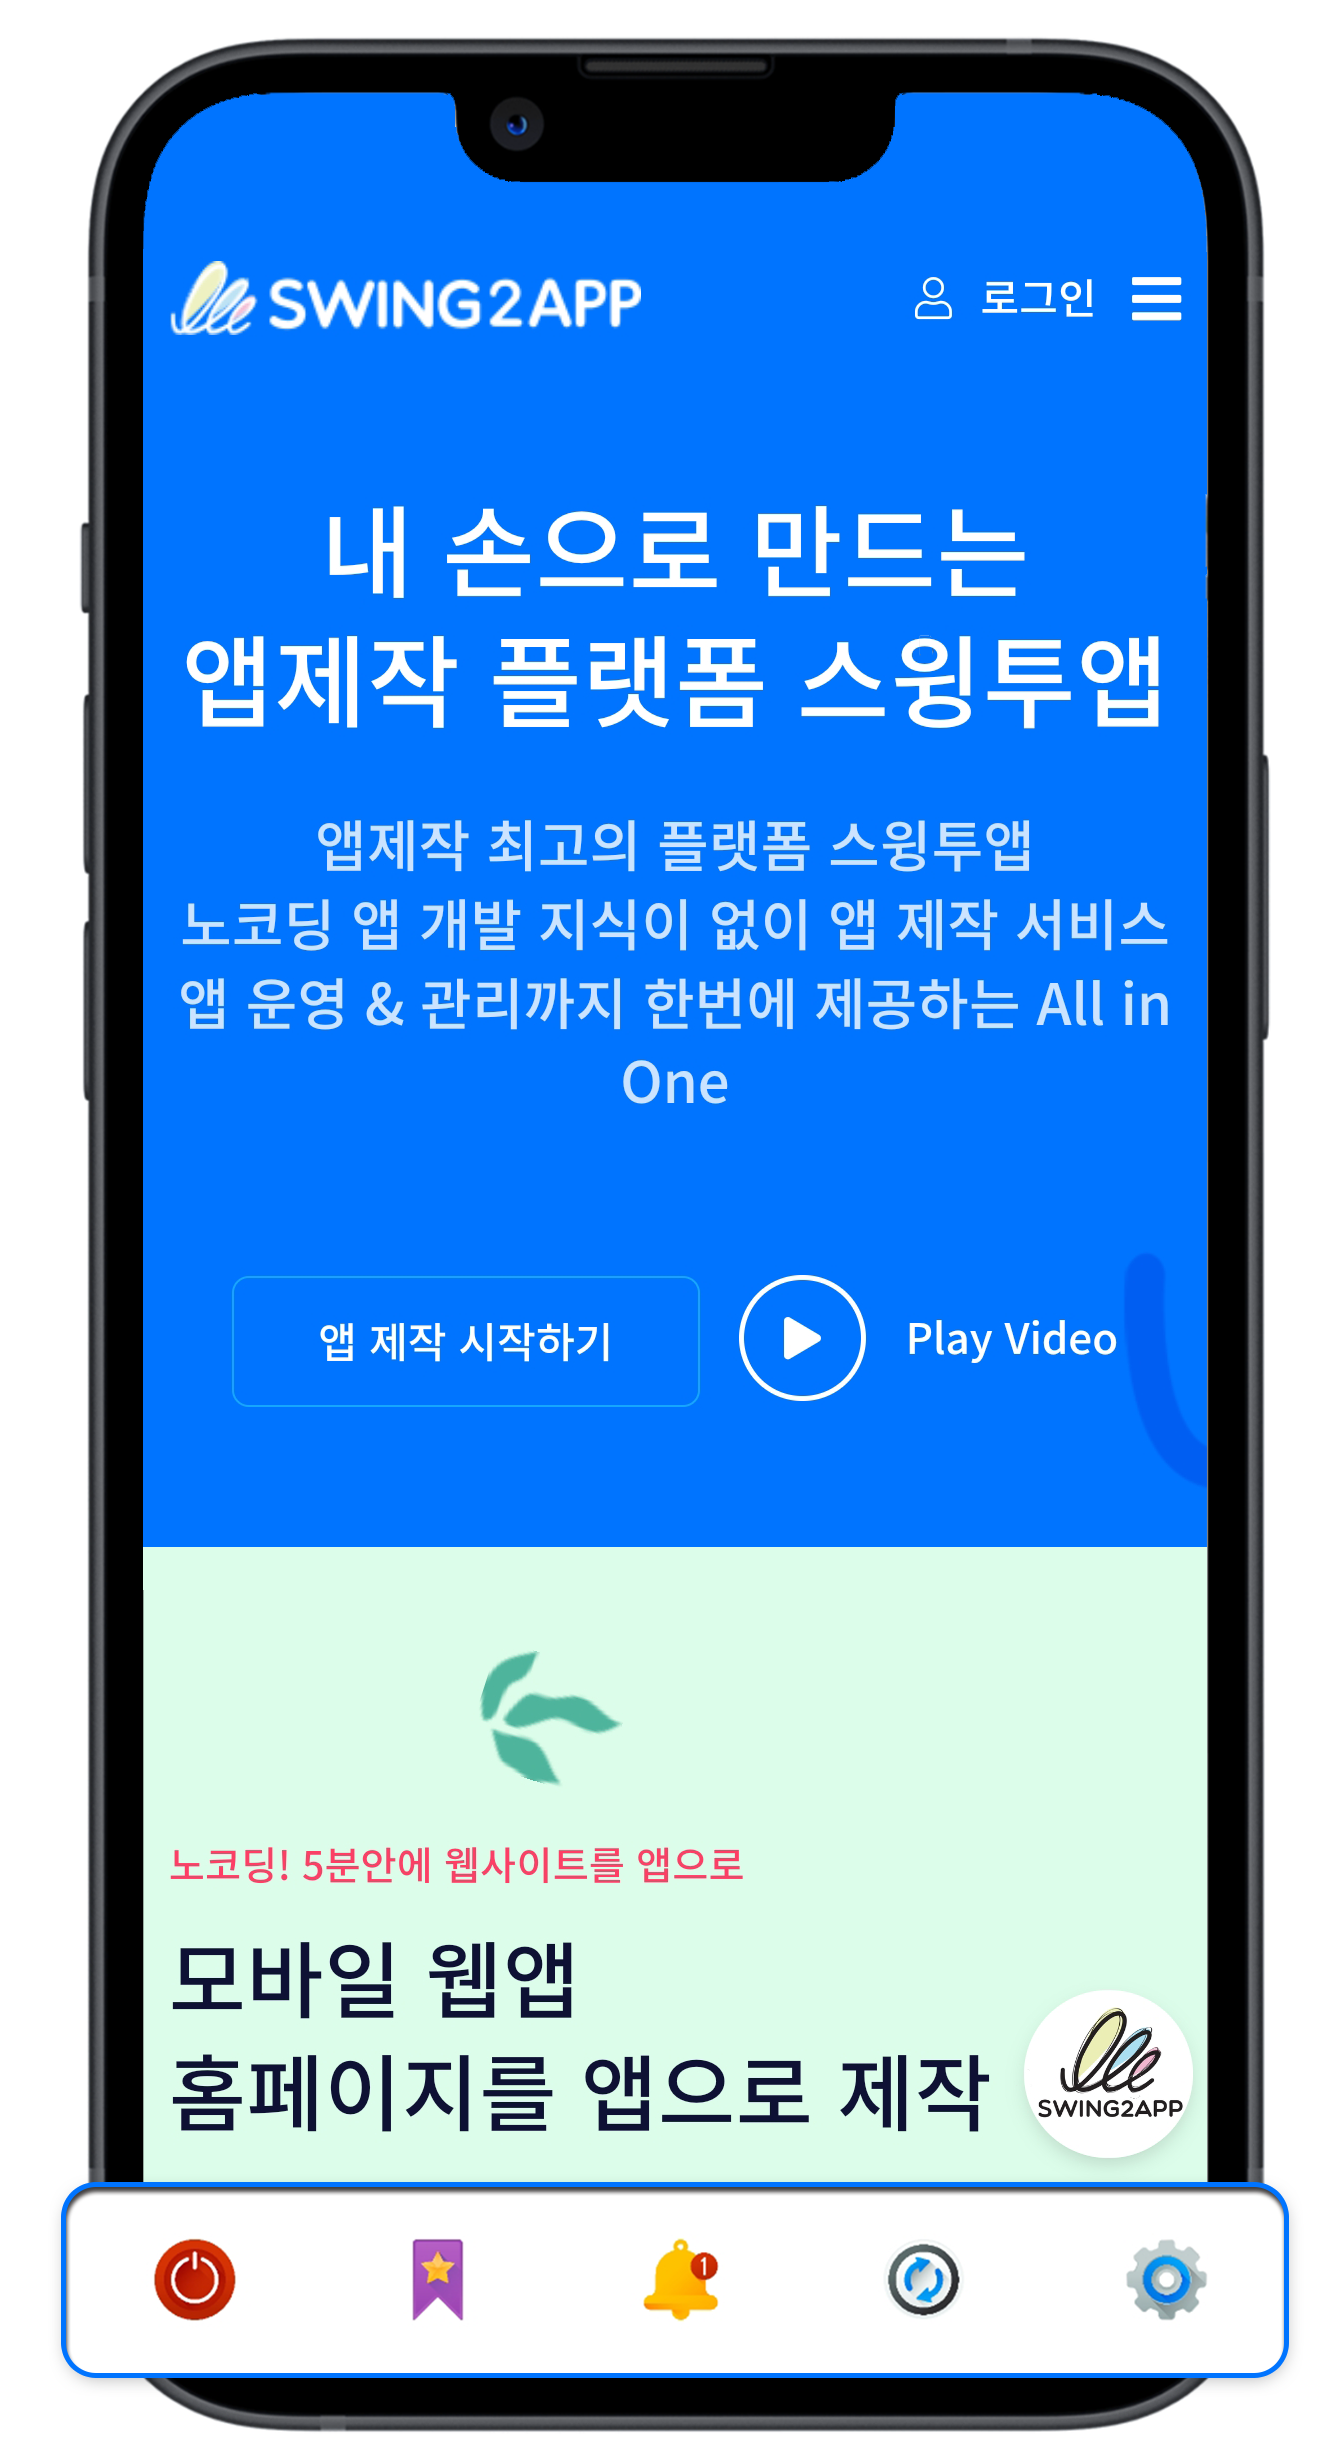 SWING2APP
로그인
내 손으로 만드는
앱제작 플랫폼 스윙투앱
앱제작 최고의 플랫폼 스윙투앱
노코딩 앱 개발 지식이 없이 앱 제작 서비스
앱 운영 & 관리까지 한번에 제공하는 All in
One
앱 제작 시작하기
Play Video
노코딩! 5분안에 웹사이트를 앱으로
모바일 웹앱
홈페이지를 앱으로 제작
SWING2APP
1